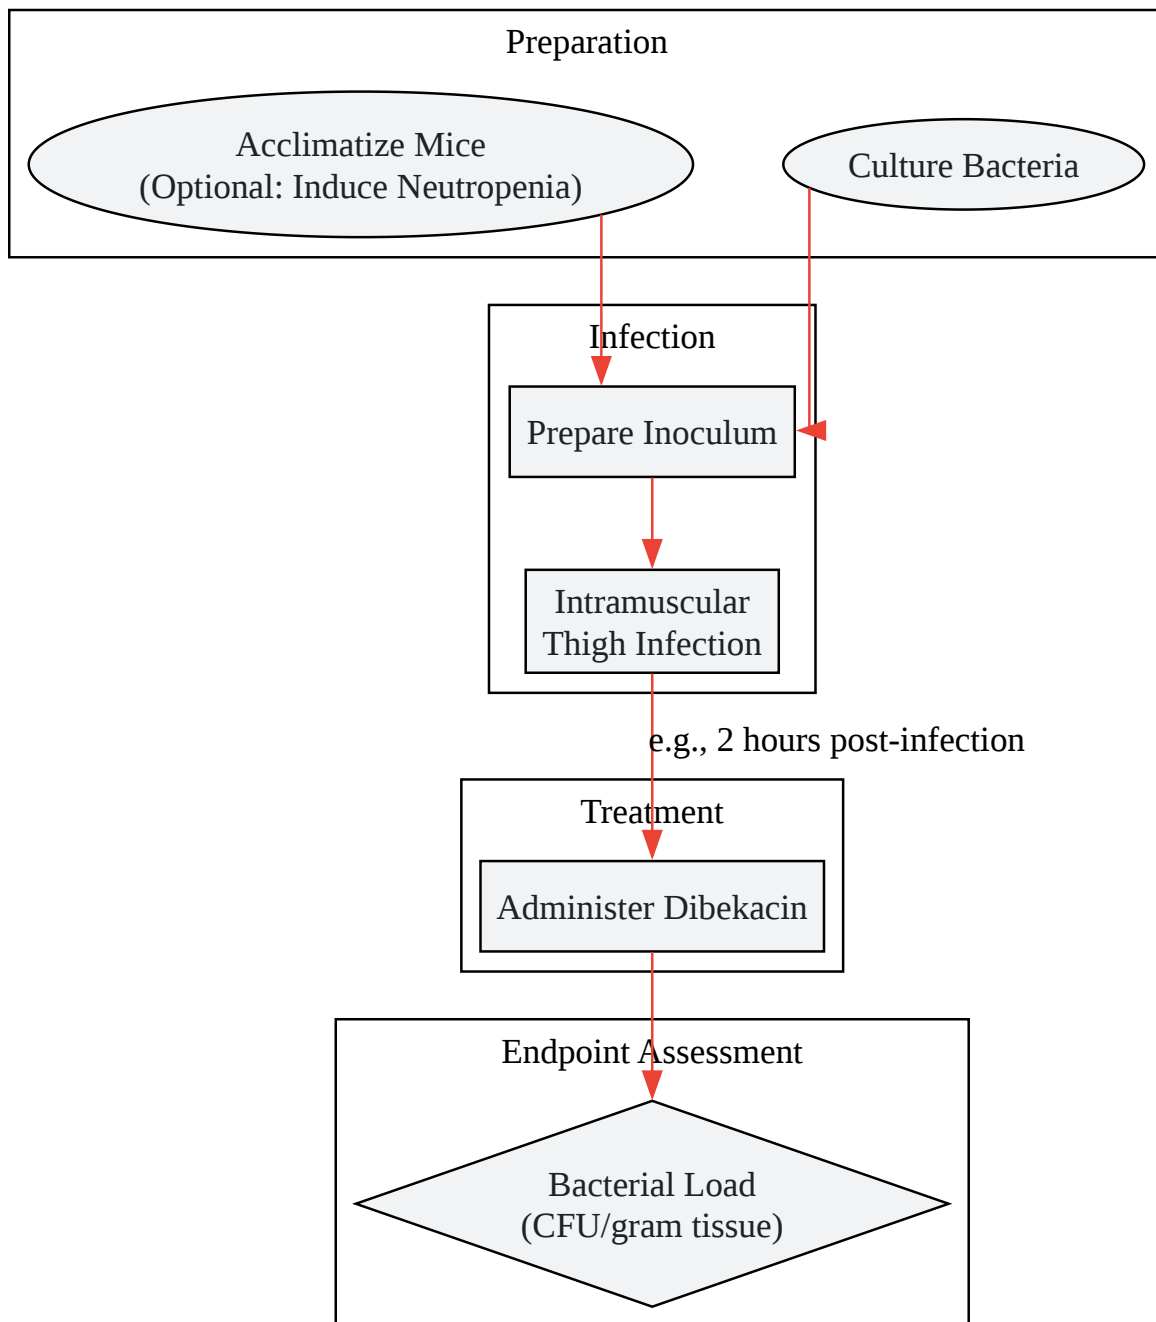 Preparation
Acclimatize Mice
(Optional: Induce Neutropenia)
Culture Bacteria
Infection
Prepare Inoculum
Intramuscular
Thigh Infection
e.g., 2 hours post-infection
Treatment
Administer Dibekacin
Endpoint Assessment
Bacterial Load
(CFU/gram tissue)